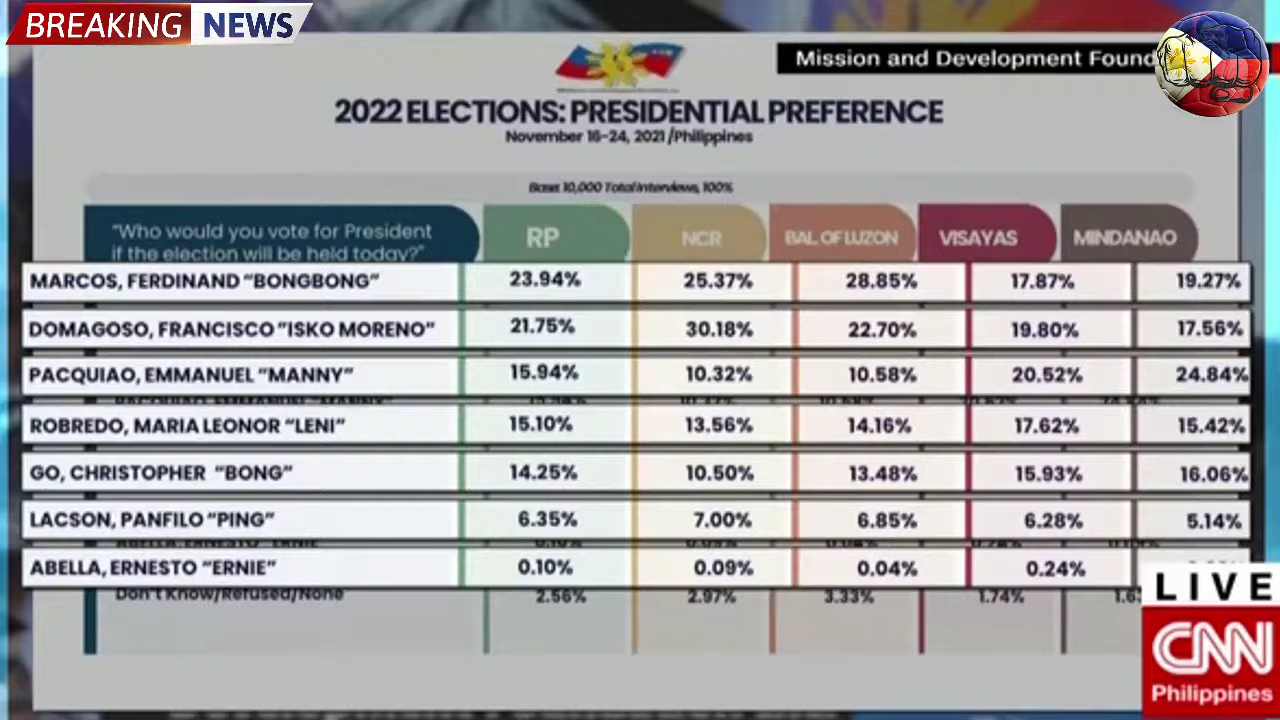 BREAKING NEWS
Mission and Development
2022 ELECTIONS: PRESIDENTIAL PREFERENCE
November 16-24, 2021 /Philippines
Base: 10,000 Total Interviews, 100%
"Who would you vote for President
if the election will be held today?"
RP NCR BAL OF LUZON VISAYAS MINDANAO
MARCOS, FERDINAND "BONGBONG" 23.94% 25.37% 28.85% 17.87% 19.27%
DOMAGOSO, FRANCISCO "ISKO MORENO" 21.75% 30.18% 22.70% 19.80% 17.56%
PACQUIAO, EMMANUEL "MANNY" 15.94% 10.32% 10.58% 20.52% 24.84%
ROBREDO, MARIA LEONOR "LENI" 15.10% 13.56% 14.16% 17.62% 15.42%
GO, CHRISTOPHER "BONG" 14.25% 10.50% 13.48% 15.93% 16.06%
LACSON, PANFILO "PING" 6.35% 7.00% 6.85% 6.28% 5.14%
ABELLA, ERNESTO "ERNIE" 0.10% 0.09% 0.04% 0.24%
Don't Know/Refused/None 2.56% 2.97% 3.33% 1.74%
LIVE
CNN
Philippines